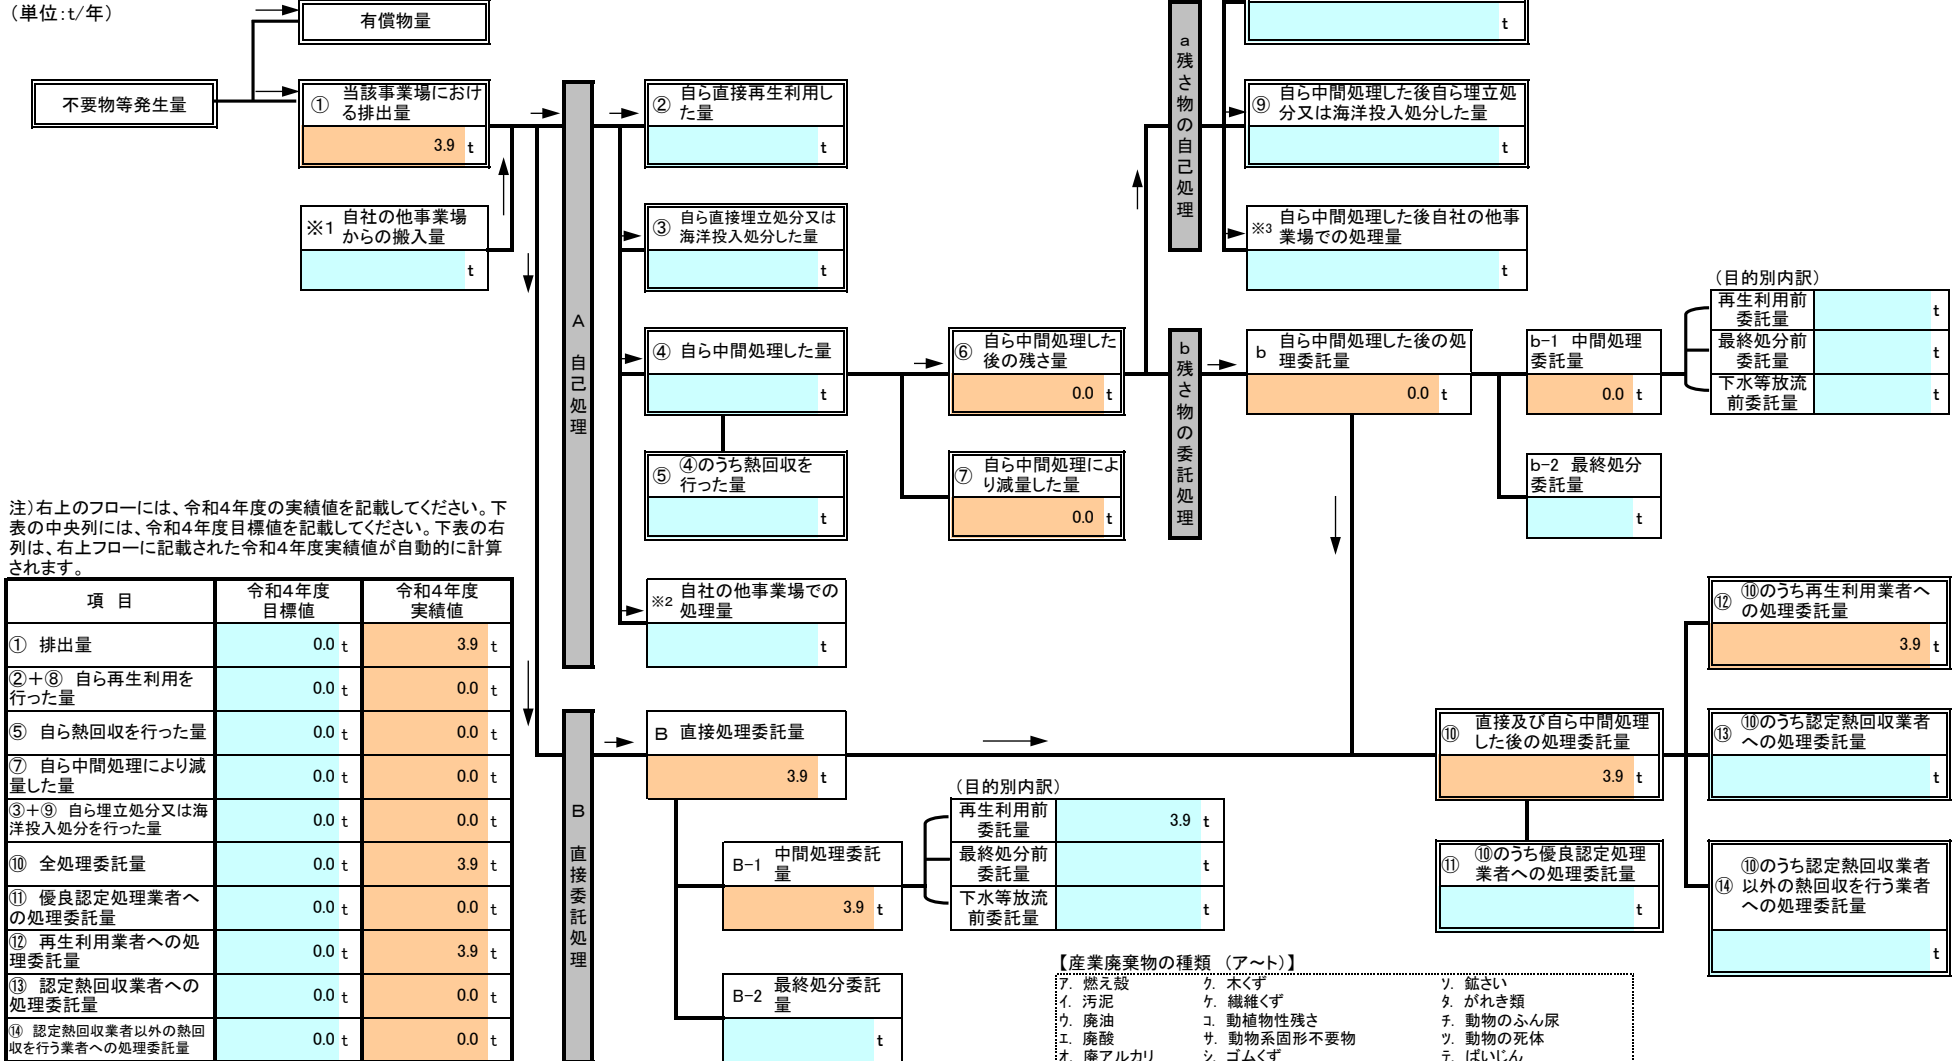 （単位：t/年）
有償物量
不要物等発生量
① 当該事業場におけ
る排出量
3.9 t
※1 自社の他事業場
からの搬入量
t
A 自己処理
② 自ら直接再生利用し
た量
t
③ 自ら直接埋立処分又は
海洋投入処分した量
t
④ 自ら中間処理した量
t
⑤ ④のうち熱回収を
行った量
t
※2 自社の他事業場での
処理量
t
⑥ 自ら中間処理した
後の残さ量
0.0 t
⑦ 自ら中間処理によ
り減量した量
0.0 t
a 残さ物の自己処理
t
⑨ 自ら中間処理した後自ら埋立処
分又は海洋投入処分した量
t
※3 自ら中間処理した後自社の他事
業場での処理量
t
b 残さ物の委託処理
b 自ら中間処理した後の処
理委託量
0.0 t
b-1 中間処理
委託量
0.0 t
b-2 最終処分
委託量
t
（目的別内訳）
再生利用前
委託量
t
最終処分前
委託量
t
下水等放流
前委託量
t
注）右上のフローには、令和4年度の実績値を記載してください。下
表の中央列には、令和4年度目標値を記載してください。下表の右
列は、右上フローに記載された令和4年度実績値が自動的に計算
されます。
項 目 令和4年度 令和4年度
目標値 実績値
① 排出量 0.0 t 3.9 t
②＋⑧ 自ら再生利用を
行った量 0.0 t 0.0 t
⑤ 自ら熱回収を行った量 0.0 t 0.0 t
⑦ 自ら中間処理により減
量した量 0.0 t 0.0 t
③＋⑨ 自ら埋立処分又は海
洋投入処分を行った量 0.0 t 0.0 t
⑩ 全処理委託量 0.0 t 3.9 t
⑪ 優良認定処理業者へ
の処理委託量 0.0 t 0.0 t
⑫ 再生利用業者への処
理委託量 0.0 t 3.9 t
⑬ 認定熱回収業者への
処理委託量 0.0 t 0.0 t
⑭ 認定熱回収業者以外の熱回
収を行う業者への処理委託量 0.0 t 0.0 t
B 直接委託処理
B 直接処理委託量
3.9 t
B-1 中間処理委託
量
3.9 t
B-2 最終処分委託
量
t
（目的別内訳）
再生利用前
委託量
3.9 t
最終処分前
委託量
t
下水等放流
前委託量
t
⑩ 直接及び自ら中間処理
した後の処理委託量
3.9 t
⑪ ⑩のうち優良認定処理
業者への処理委託量
t
⑫ ⑩のうち再生利用業者へ
の処理委託量
3.9 t
⑬ ⑩のうち認定熱回収業者
への処理委託量
t
⑭ ⑩のうち認定熱回収業者
以外の熱回収を行う業者
への処理委託量
t
【産業廃棄物の種類 （ア～ト）】
ア. 燃え殻 ク. 木くず ソ. 鉱さい
イ. 汚泥 ケ. 繊維くず タ. がれき類
ウ. 廃油 コ. 動植物性残さ チ. 動物のふん尿
エ. 廃酸 サ. 動物系固形不要物 ツ. 動物の死体
オ. 廃アルカリ シ. ゴムくず テ. ばいじん